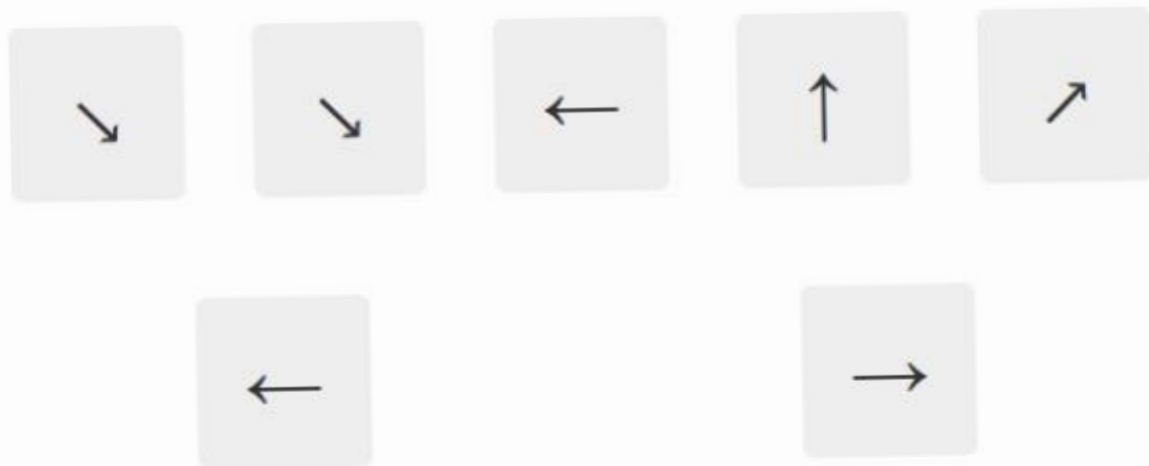 ↘ ↘ ← ↑ ↗
← →